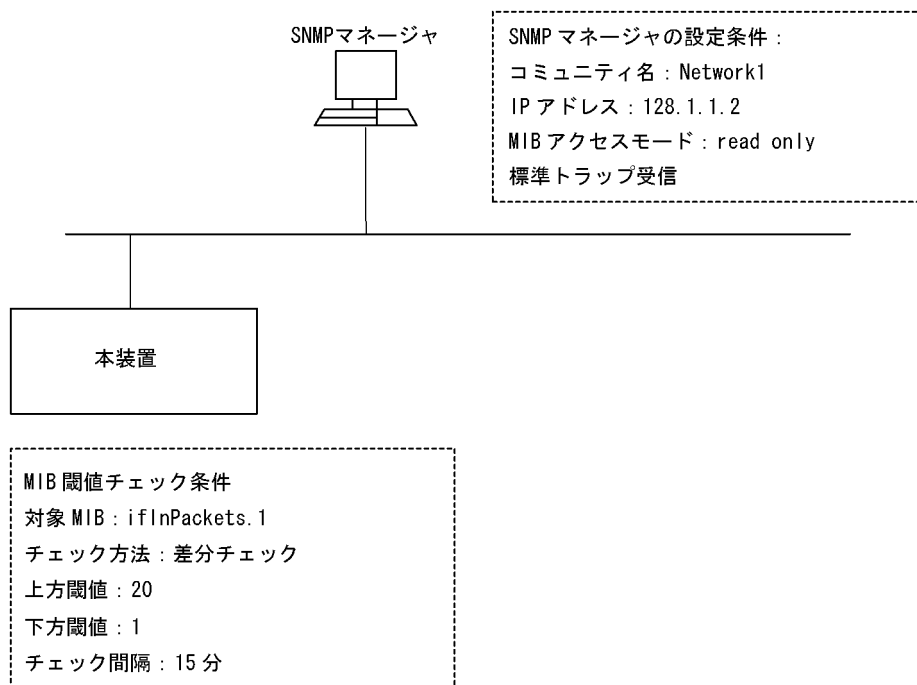 SNMPマネージャ
SNMP マネージャの設定条件：
コミュニティ名：Network1
IP アドレス：128.1.1.2
MIB アクセスモード：read only
標準トラップ受信
本装置
MIB 閾値チェック条件
対象 MIB：ifInPackets.1
チェック方法：差分チェック
上方閾値：20
下方閾値：1
チェック間隔：15 分